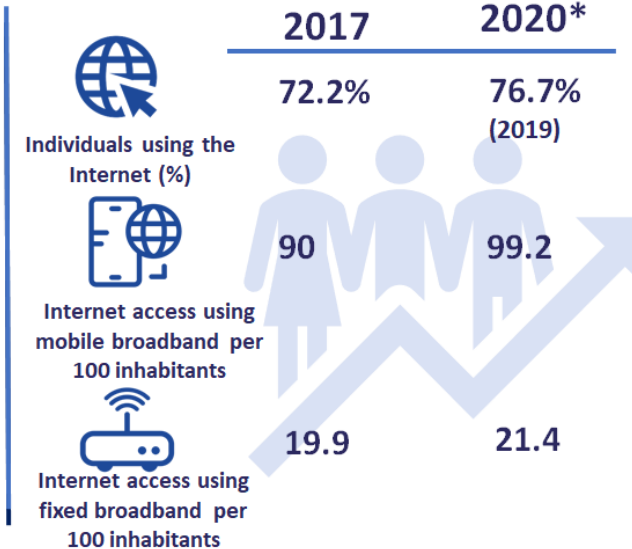 2017 2020*
Individuals using the
Internet (%)
72.2% 76.7%
(2019)
Internet access using
mobile broadband per
100 inhabitants
90 99.2
Internet access using
fixed broadband per
100 inhabitants
19.9 21.4